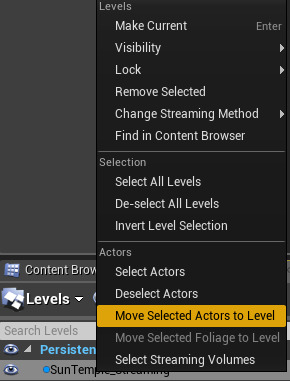 Levels
Make Current Enter
Visibility
Lock
Remove Selected
Change Streaming Method
Find in Content Browser
Selection
Select All Levels
De-select All Levels
Invert Level Selection
Actors
Select Actors
Deselect Actors
Move Selected Actors to Level
Move Selected Foliage to Level
Select Streaming Volumes
Content Brow
Levels
Search Levels
Persisten
SunTemple_Streaming